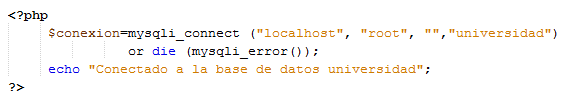 <?php
$conexion=mysqli_connect ("localhost", "root", "","universidad")
or die (mysqli_error());
echo "Conectado a la base de datos universidad";
?>